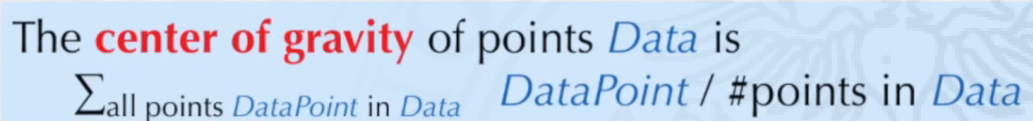 The center of gravity of points Data is
∑all points DataPoint in Data DataPoint / #points in Data